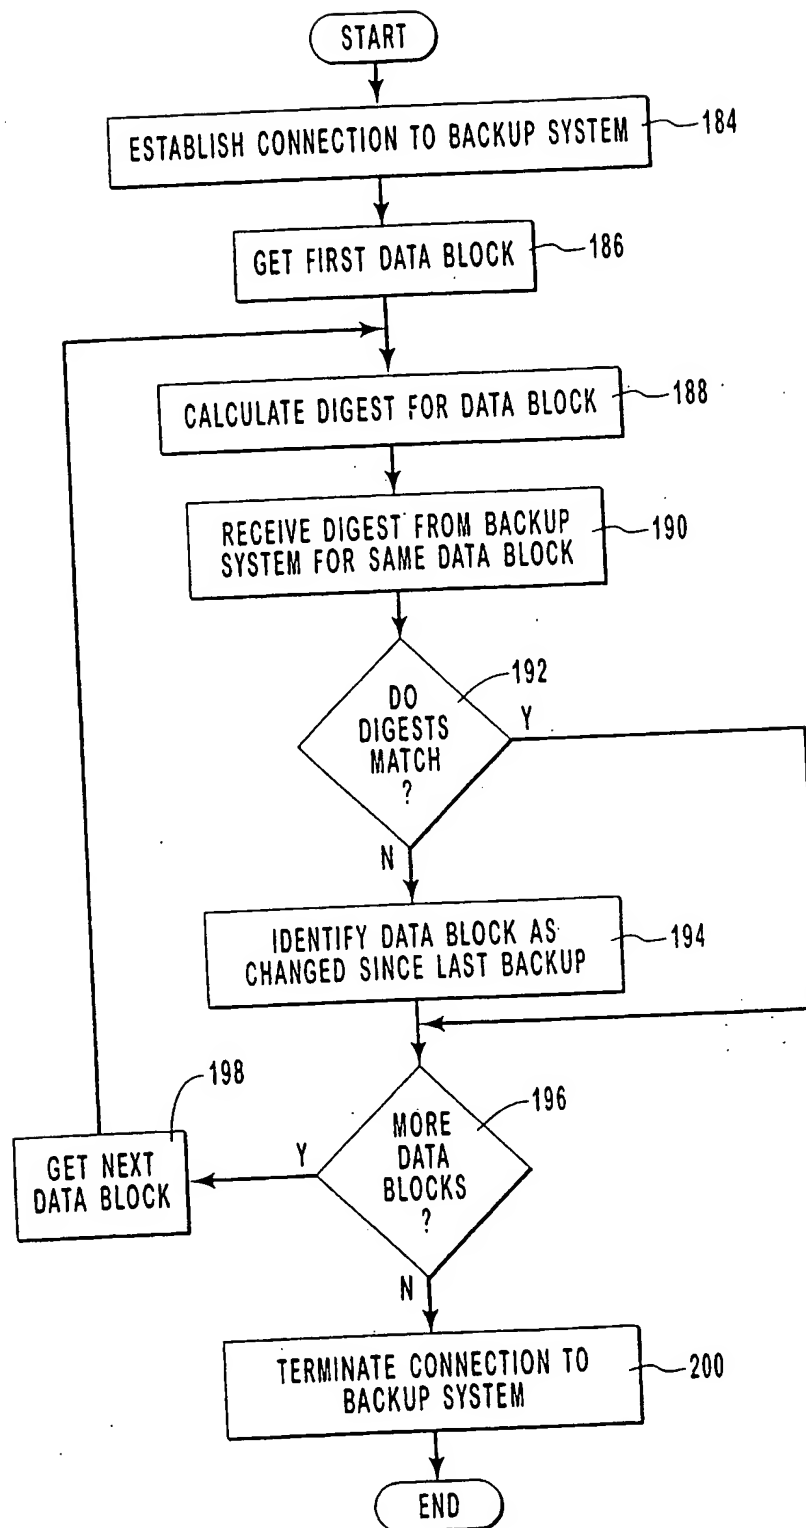 START
ESTABLISH CONNECTION TO BACKUP SYSTEM
184
GET FIRST DATA BLOCK
186
CALCULATE DIGEST FOR DATA BLOCK
188
RECEIVE DIGEST FROM BACKUP
SYSTEM FOR SAME DATA BLOCK
190
192
DO
DIGESTS
MATCH
?
Y
N
IDENTIFY DATA BLOCK AS
CHANGED SINCE LAST BACKUP
194
198
GET NEXT
DATA BLOCK
Y
196
MORE
DATA
BLOCKS
?
N
TERMINATE CONNECTION TO
BACKUP SYSTEM
200
END